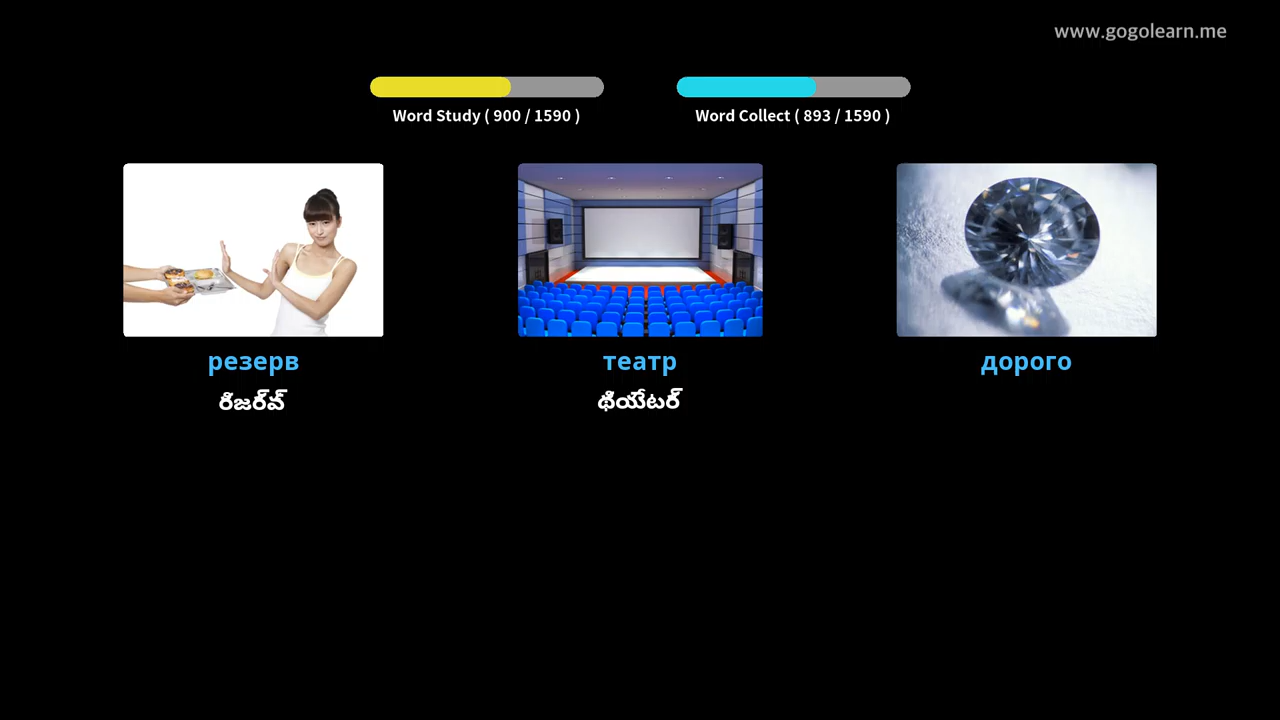 www.gogolearn.me
Word Study ( 900 / 1590 )
Word Collect ( 893 / 1590 )
резерв
театр
дорого
రిజర్వ్
థియేటర్